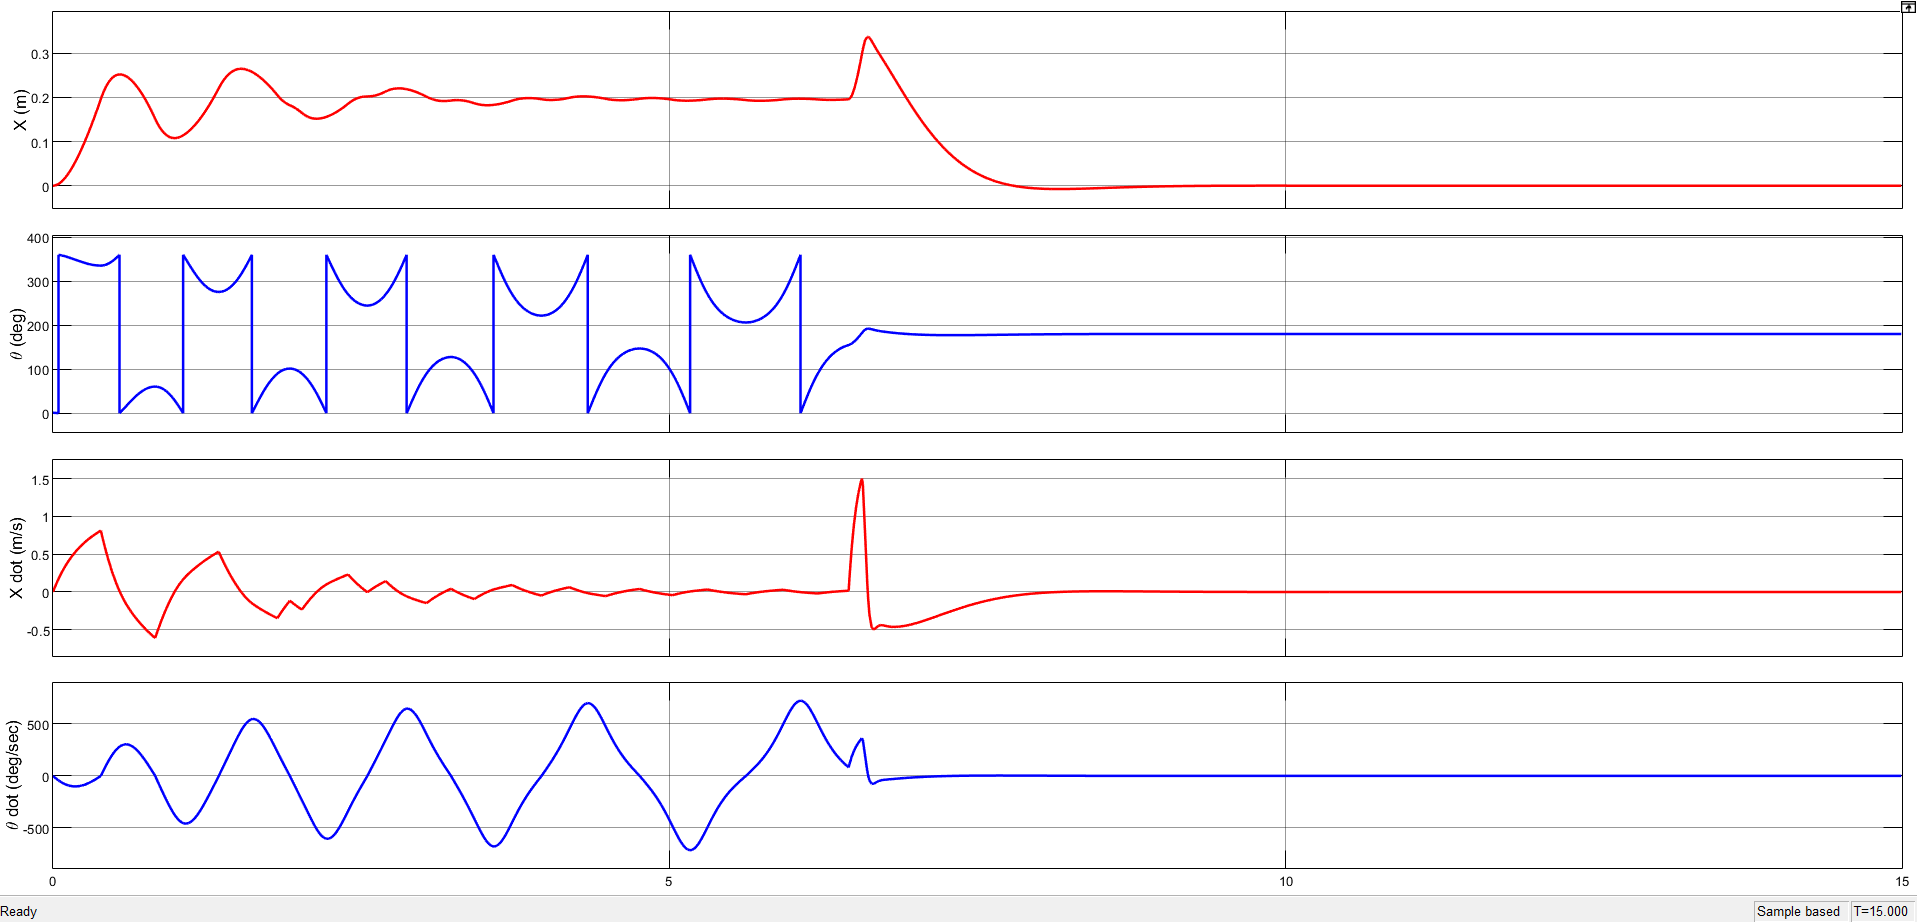 X (m)
0.3
0.2
0.1
0
θ (deg)
400
300
200
100
0
X dot (m/s)
1.5
1
0.5
0
-0.5
θ dot (deg/sec)
500
0
-500
0 5 10 15
Ready Sample based T=15.000